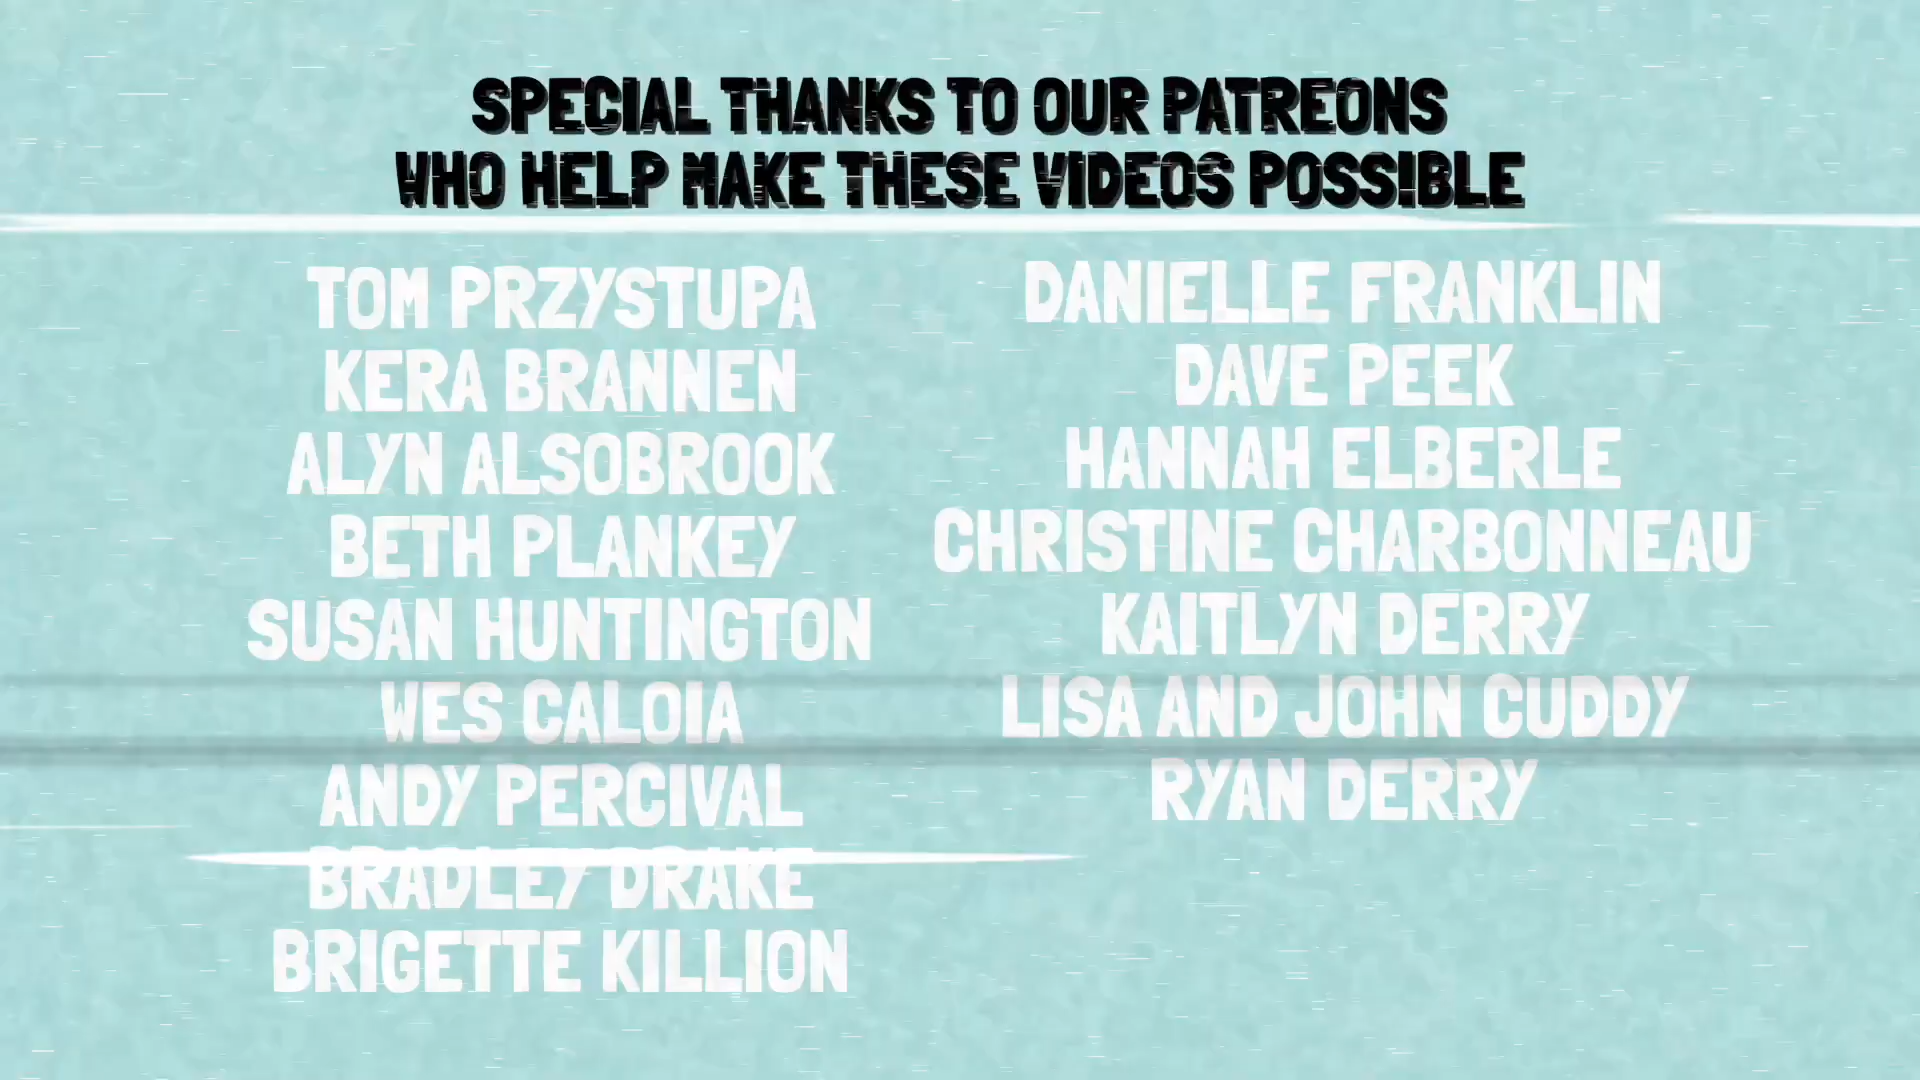 SPECIAL THANKS TO OUR PATREONS
WHO HELP MAKE THESE VIDEOS POSSIBLE
TOM PRZYSTUPA
KERA BRANNEN
ALYN ALSOBROOK
BETH PLANKEY
SUSAN HUNTINGTON
WES CALOIA
ANDY PERCIVAL
BRADLEY DRAKE
BRIGETTE KILLION
DANIELLE FRANKLIN
DAVE PEEK
HANNAH ELBERLE
CHRISTINE CHARBONNEAU
KAITLYN DERRY
LISA AND JOHN CUDDY
RYAN DERRY